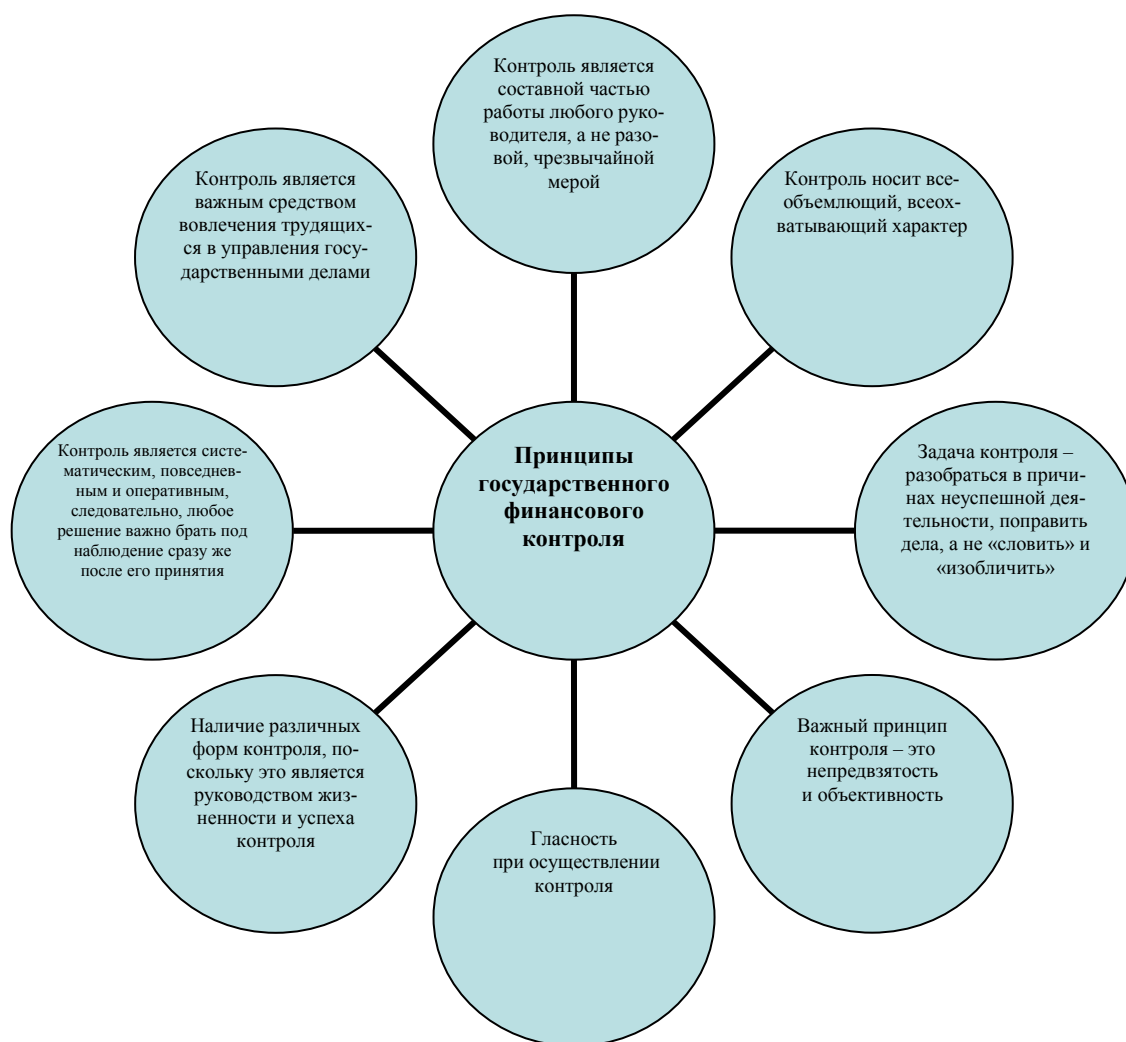 Контроль является
составной частью
работы любого руко-
водителя, а не разо-
вой, чрезвычайной
мерой
Контроль является
важным средством
вовлечения трудящих-
ся в управления госу-
дарственными делами
Контроль носит все-
объемлющий, всеох-
ватывающий характер
Контроль является систе-
матическим, повседнев-
ным и оперативным,
следовательно, любое
решение важно брать под
наблюдение сразу же
после его принятия
Принципы
государственного
финансового
контроля
Задача контроля –
разобраться в причи-
нах неуспешной дея-
тельности, поправить
дела, а не «словить» и
«изобличить»
Наличие различных
форм контроля, по-
скольку это является
руководством жиз-
ненности и успеха
контроля
Важный принцип
контроля – это
непредвзятость
и объективность
Гласность
при осуществлении
контроля